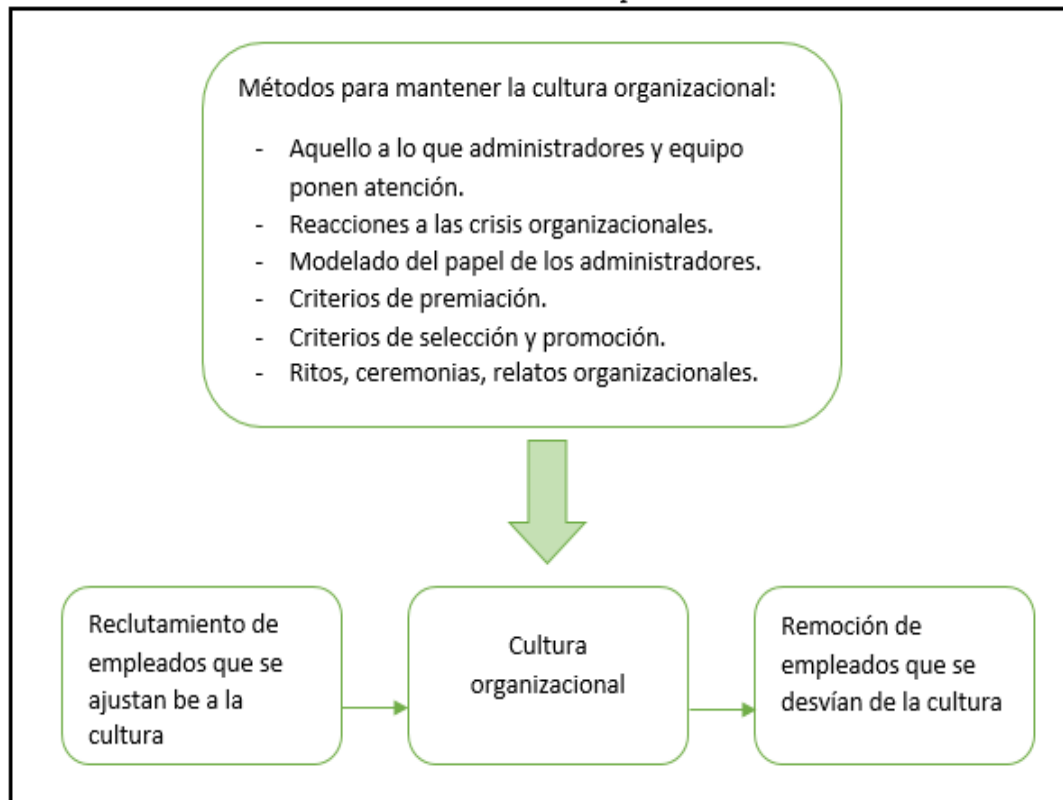 Métodos para mantener la cultura organizacional:
- Aquello a lo que administradores y equipo
ponen atención.
- Reacciones a las crisis organizacionales.
- Modelado del papel de los administradores.
- Criterios de premiación.
- Criterios de selección y promoción.
- Ritos, ceremonias, relatos organizacionales.
Reclutamiento de
empleados que se
ajustan be a la
cultura
Cultura
organizacional
Remoción de
empleados que se
desvían de la cultura